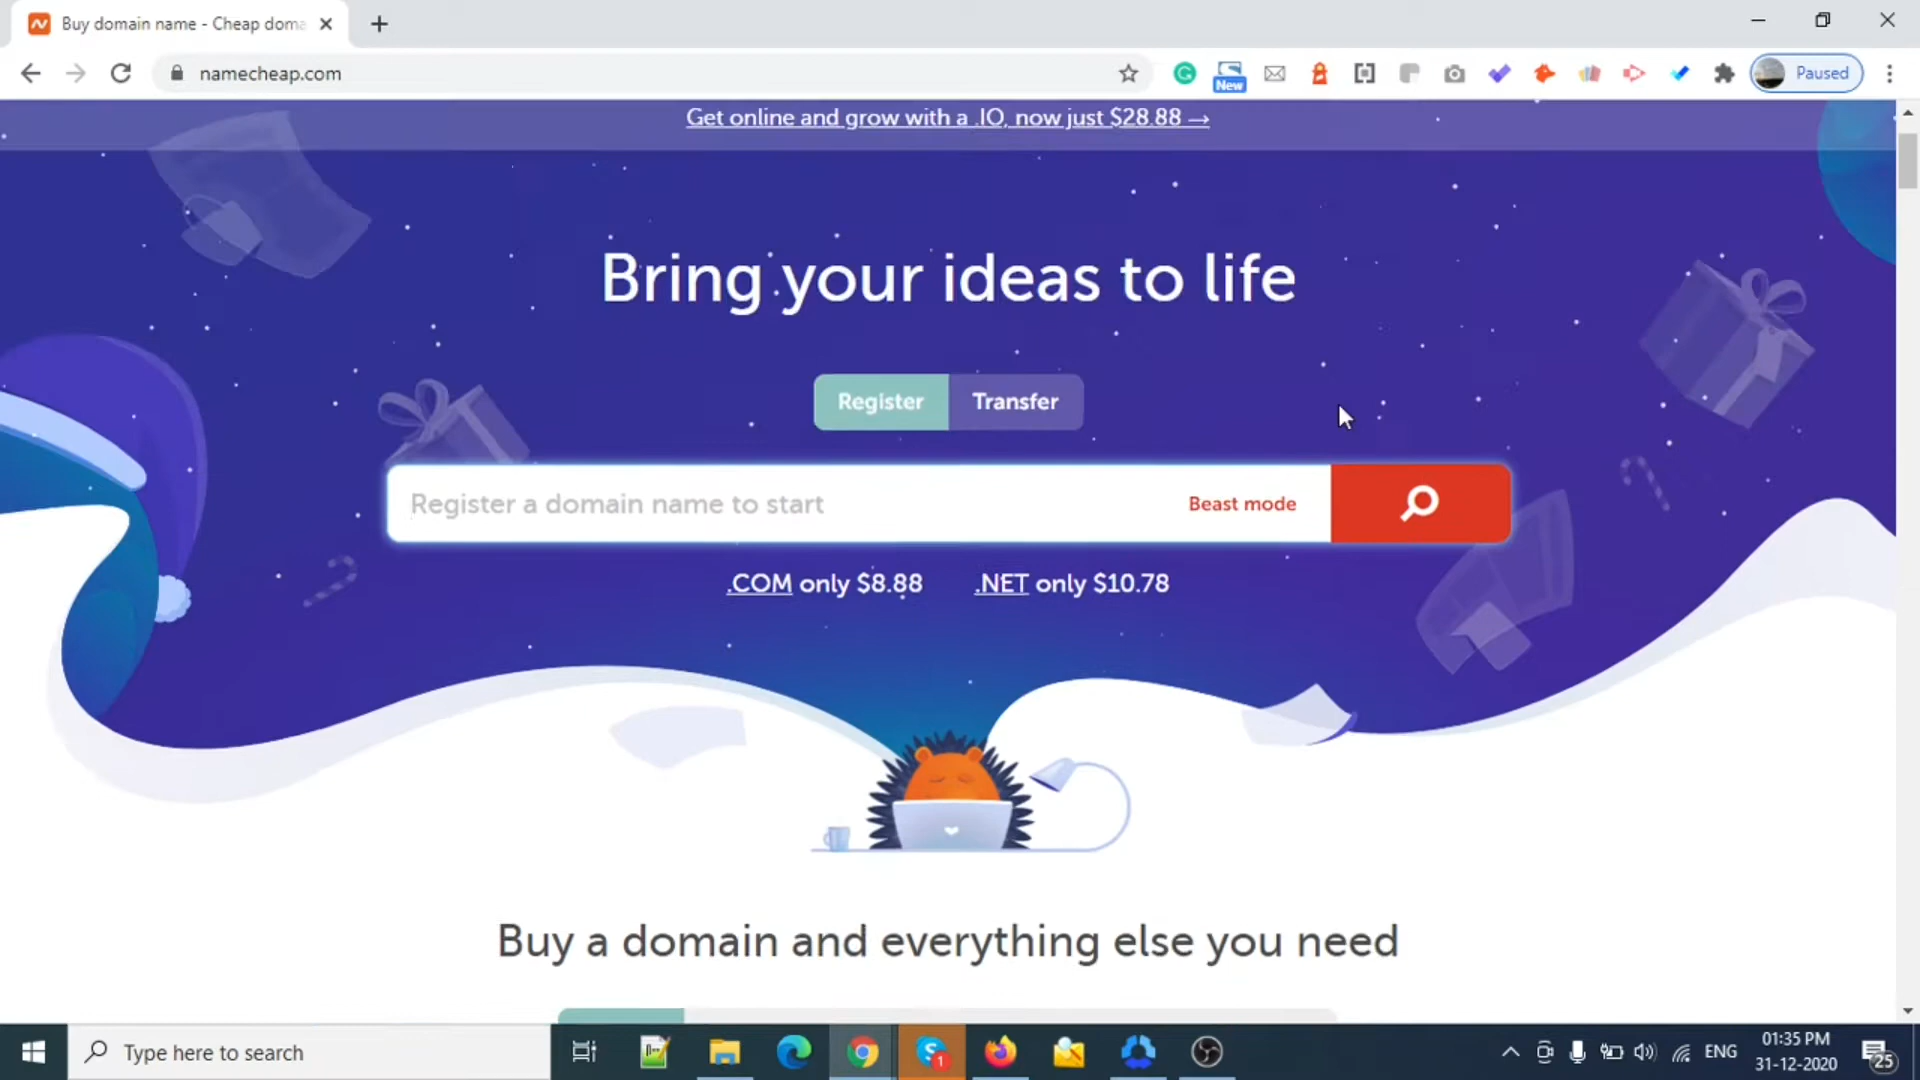 Buy domain name - Cheap doma
namecheap.com
New
Paused
Get online and grow with a .IO, now just $28.88 →
Bring your ideas to life
Register
Transfer
Register a domain name to start
Beast mode
.COM only $8.88
.NET only $10.78
Buy a domain and everything else you need
Type here to search
1
ENG
01:35 PM
31-12-2020
25